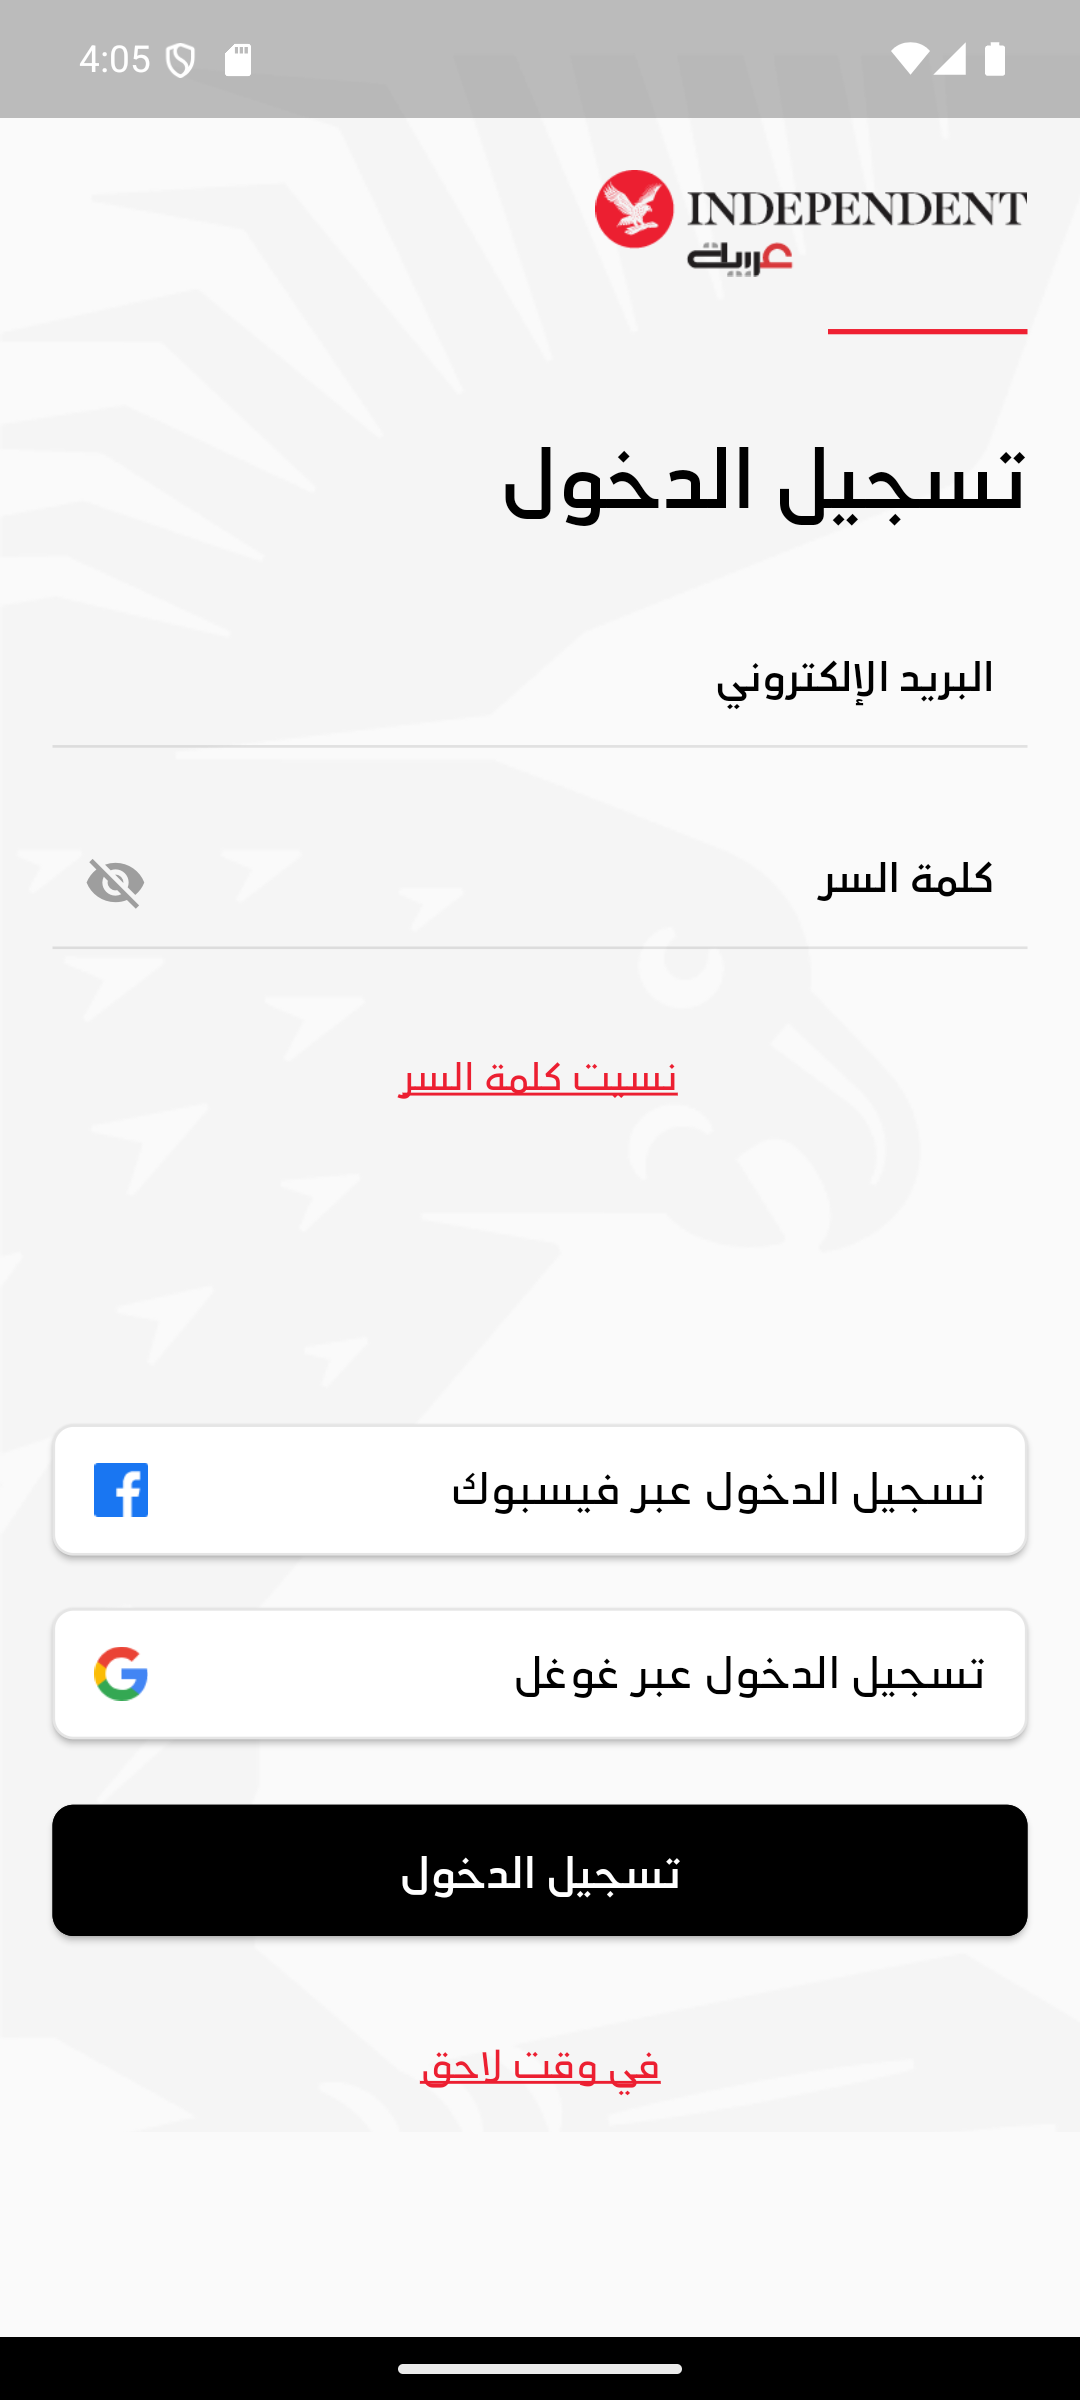 4:05
INDEPENDENT
عربية
تسجيل الدخول
البريد الإلكتروني
كلمة السر
نسيت كلمة السر
تسجيل الدخول عبر فيسبوك
تسجيل الدخول عبر غوغل
تسجيل الدخول
في وقت لاحق